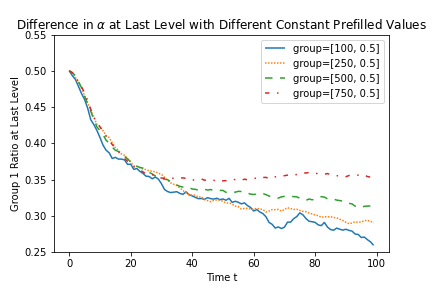 Difference in α at Last Level with Different Constant Prefilled Values
group=[100, 0.5]
group=[250, 0.5]
group=[500, 0.5]
group=[750, 0.5]
Group 1 Ratio at Last Level
0.55
0.50
0.45
0.40
0.35
0.30
0.25
0 20 40 60 80 100
Time t